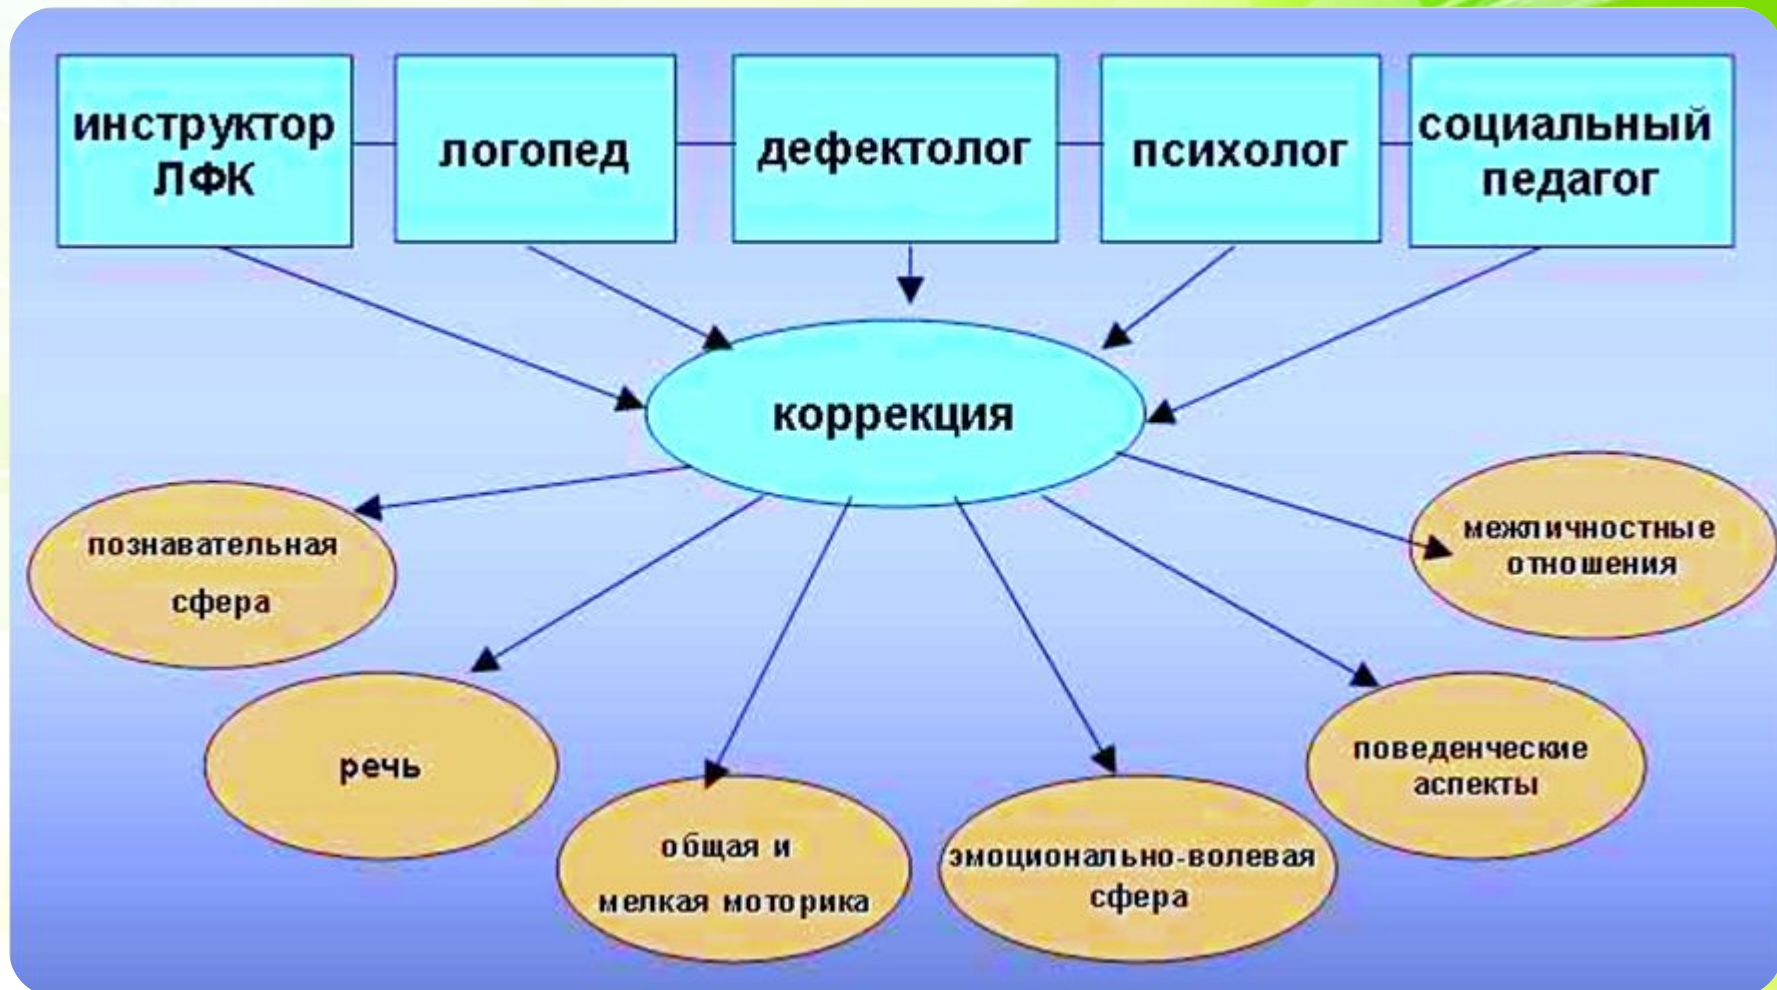 инструктор
ЛФК
логопед
дефектолог
психолог
социальный
педагог
коррекция
познавательная
сфера
речь
общая и
мелкая моторика
эмоционально-волевая
сфера
поведенческие
аспекты
межличностные
отношения